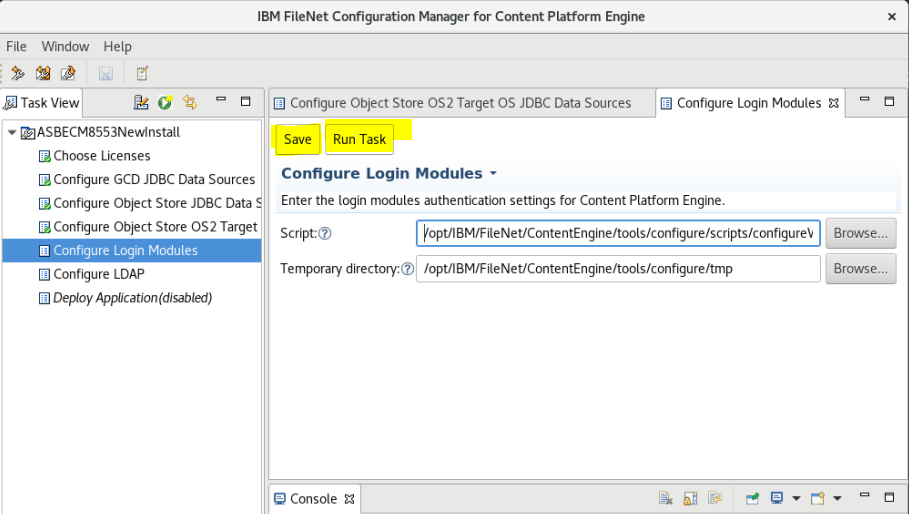 IBM FileNet Configuration Manager for Content Platform Engine
File Window Help
Task View
Configure Object Store OS2 Target OS JDBC Data Sources
Configure Login Modules
ASBECM8553NewInstall
Choose Licenses
Configure GCD JDBC Data Sources
Configure Object Store JDBC Data S
Configure Object Store OS2 Target
Configure Login Modules
Configure LDAP
Deploy Application(disabled)
Save Run Task
Configure Login Modules
Enter the login modules authentication settings for Content Platform Engine.
Script: /opt/IBM/FileNet/ContentEngine/tools/configure/scripts/configure Browse...
Temporary directory: /opt/IBM/FileNet/ContentEngine/tools/configure/tmp Browse...
Console